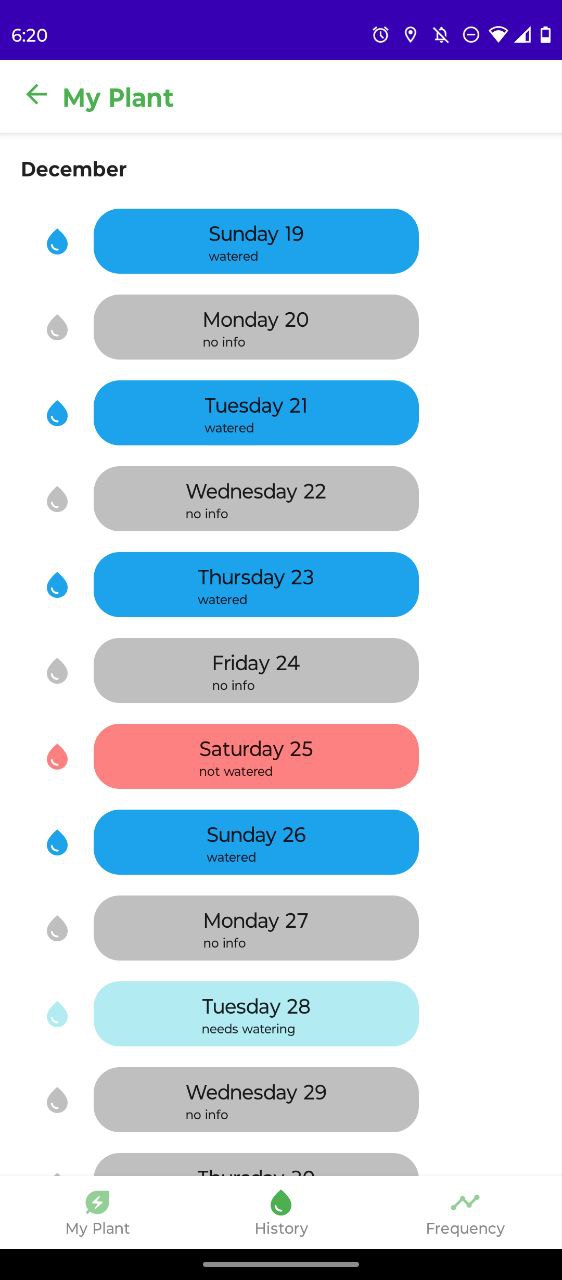 6:20
My Plant
December
Sunday 19
watered
Monday 20
no info
Tuesday 21
watered
Wednesday 22
no info
Thursday 23
watered
Friday 24
no info
Saturday 25
not watered
Sunday 26
watered
Monday 27
no info
Tuesday 28
needs watering
Wednesday 29
no info
Thursday 30
My Plant
History
Frequency